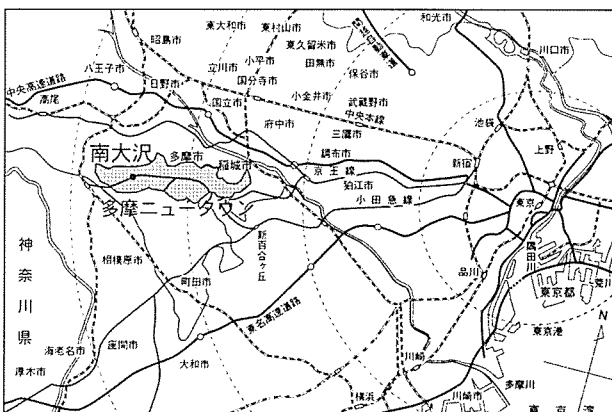 和光市
東大和市
東村山市
昭島市
東久留米市
川口市
立川市
小平市
田無市
八王子市
国分寺市
保谷市
日野市
中央高速道路
国立市
小金井市
武蔵野市
中央本線
高尾
池袋
府中市
三鷹市
上野
南大沢
多摩市
稲城市
調布市
新宿
京王線
狛江市
小田急線
東京
多摩ニュータウン
新百合ヶ丘
隅田川
神奈川県
相模原市
品川
荒川
町田市
東京都
東名高速道路
N
東京港
海老名市
座間市
大和市
川崎
厚木市
多摩川
横浜
川崎市
東京湾